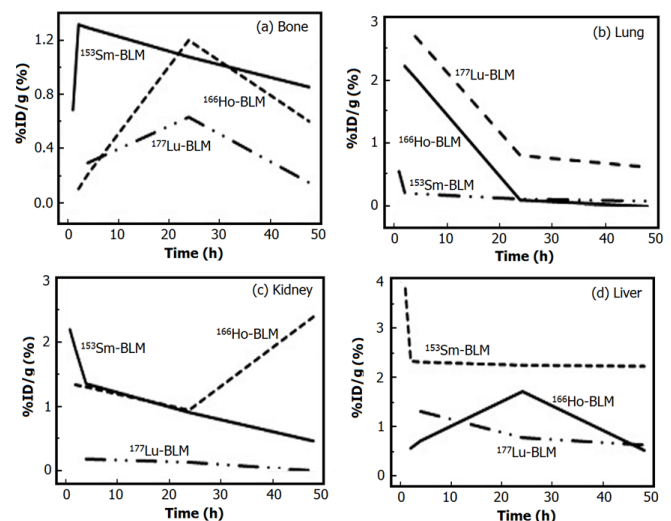 (a) Bone
%ID/g (%)
1.2
0.8
0.4
0.0
¹⁵³Sm-BLM
¹⁶⁶Ho-BLM
¹⁷⁷Lu-BLM
0 10 20 30 40 50
Time (h)
(b) Lung
%ID/g (%)
3
2
1
0
¹⁷⁷Lu-BLM
¹⁶⁶Ho-BLM
¹⁵³Sm-BLM
0 10 20 30 40 50
Time (h)
(c) Kidney
%ID/g (%)
3
2
1
0
¹⁶⁶Ho-BLM
¹⁵³Sm-BLM
¹⁷⁷Lu-BLM
0 10 20 30 40 50
Time (h)
(d) Liver
%ID/g (%)
4
3
2
1
0
¹⁵³Sm-BLM
¹⁶⁶Ho-BLM
¹⁷⁷Lu-BLM
0 10 20 30 40 50
Time (h)